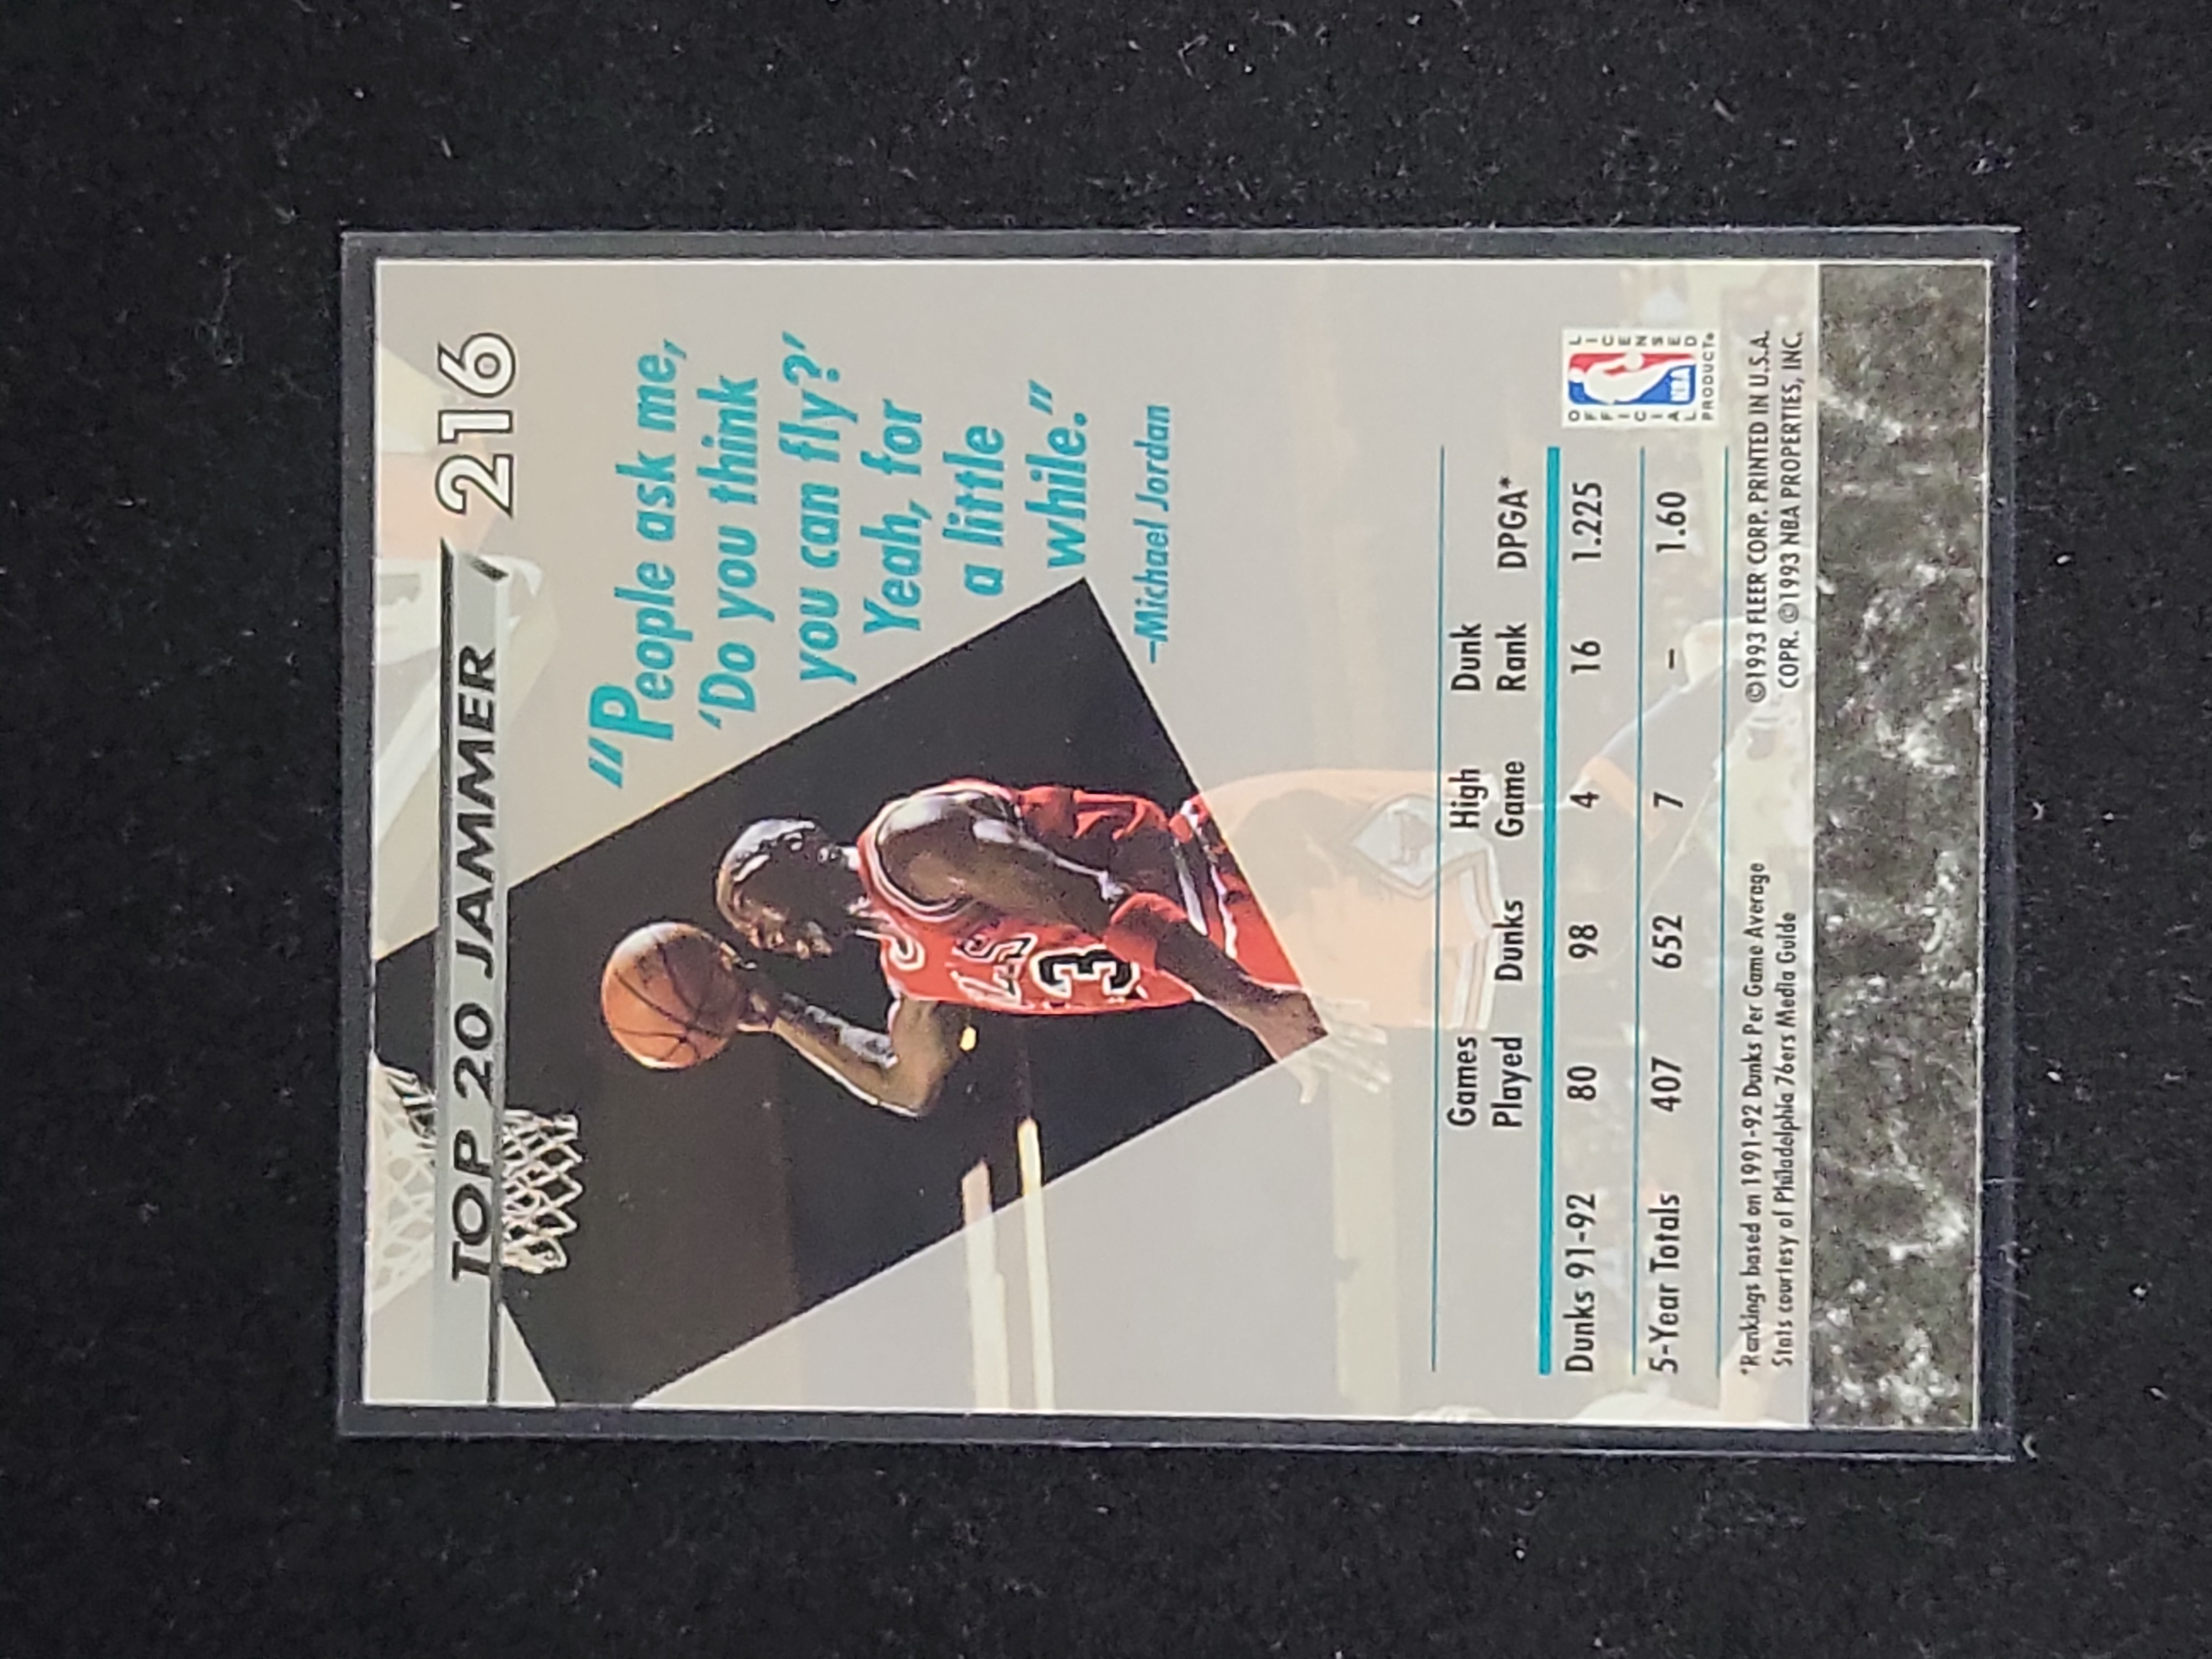 TOP 20 JAMMER 216
"People ask me,
'Do you think
you can fly?'
Yeah, for
a little
while."
—Michael Jordan
Games Played Dunks High Game Dunk Rank DPGA*
Dunks 91-92 80 98 4 16 1.225
5-Year Totals 407 652 7 – 1.60
OFFICIAL LICENSED
NBA
PRODUCT®
*Rankings based on 1991-92 Dunks Per Game Average
Stats courtesy of Philadelphia 76ers Media Guide
©1993 FLEER CORP. PRINTED IN U.S.A.
COPR. ©1993 NBA PROPERTIES, INC.